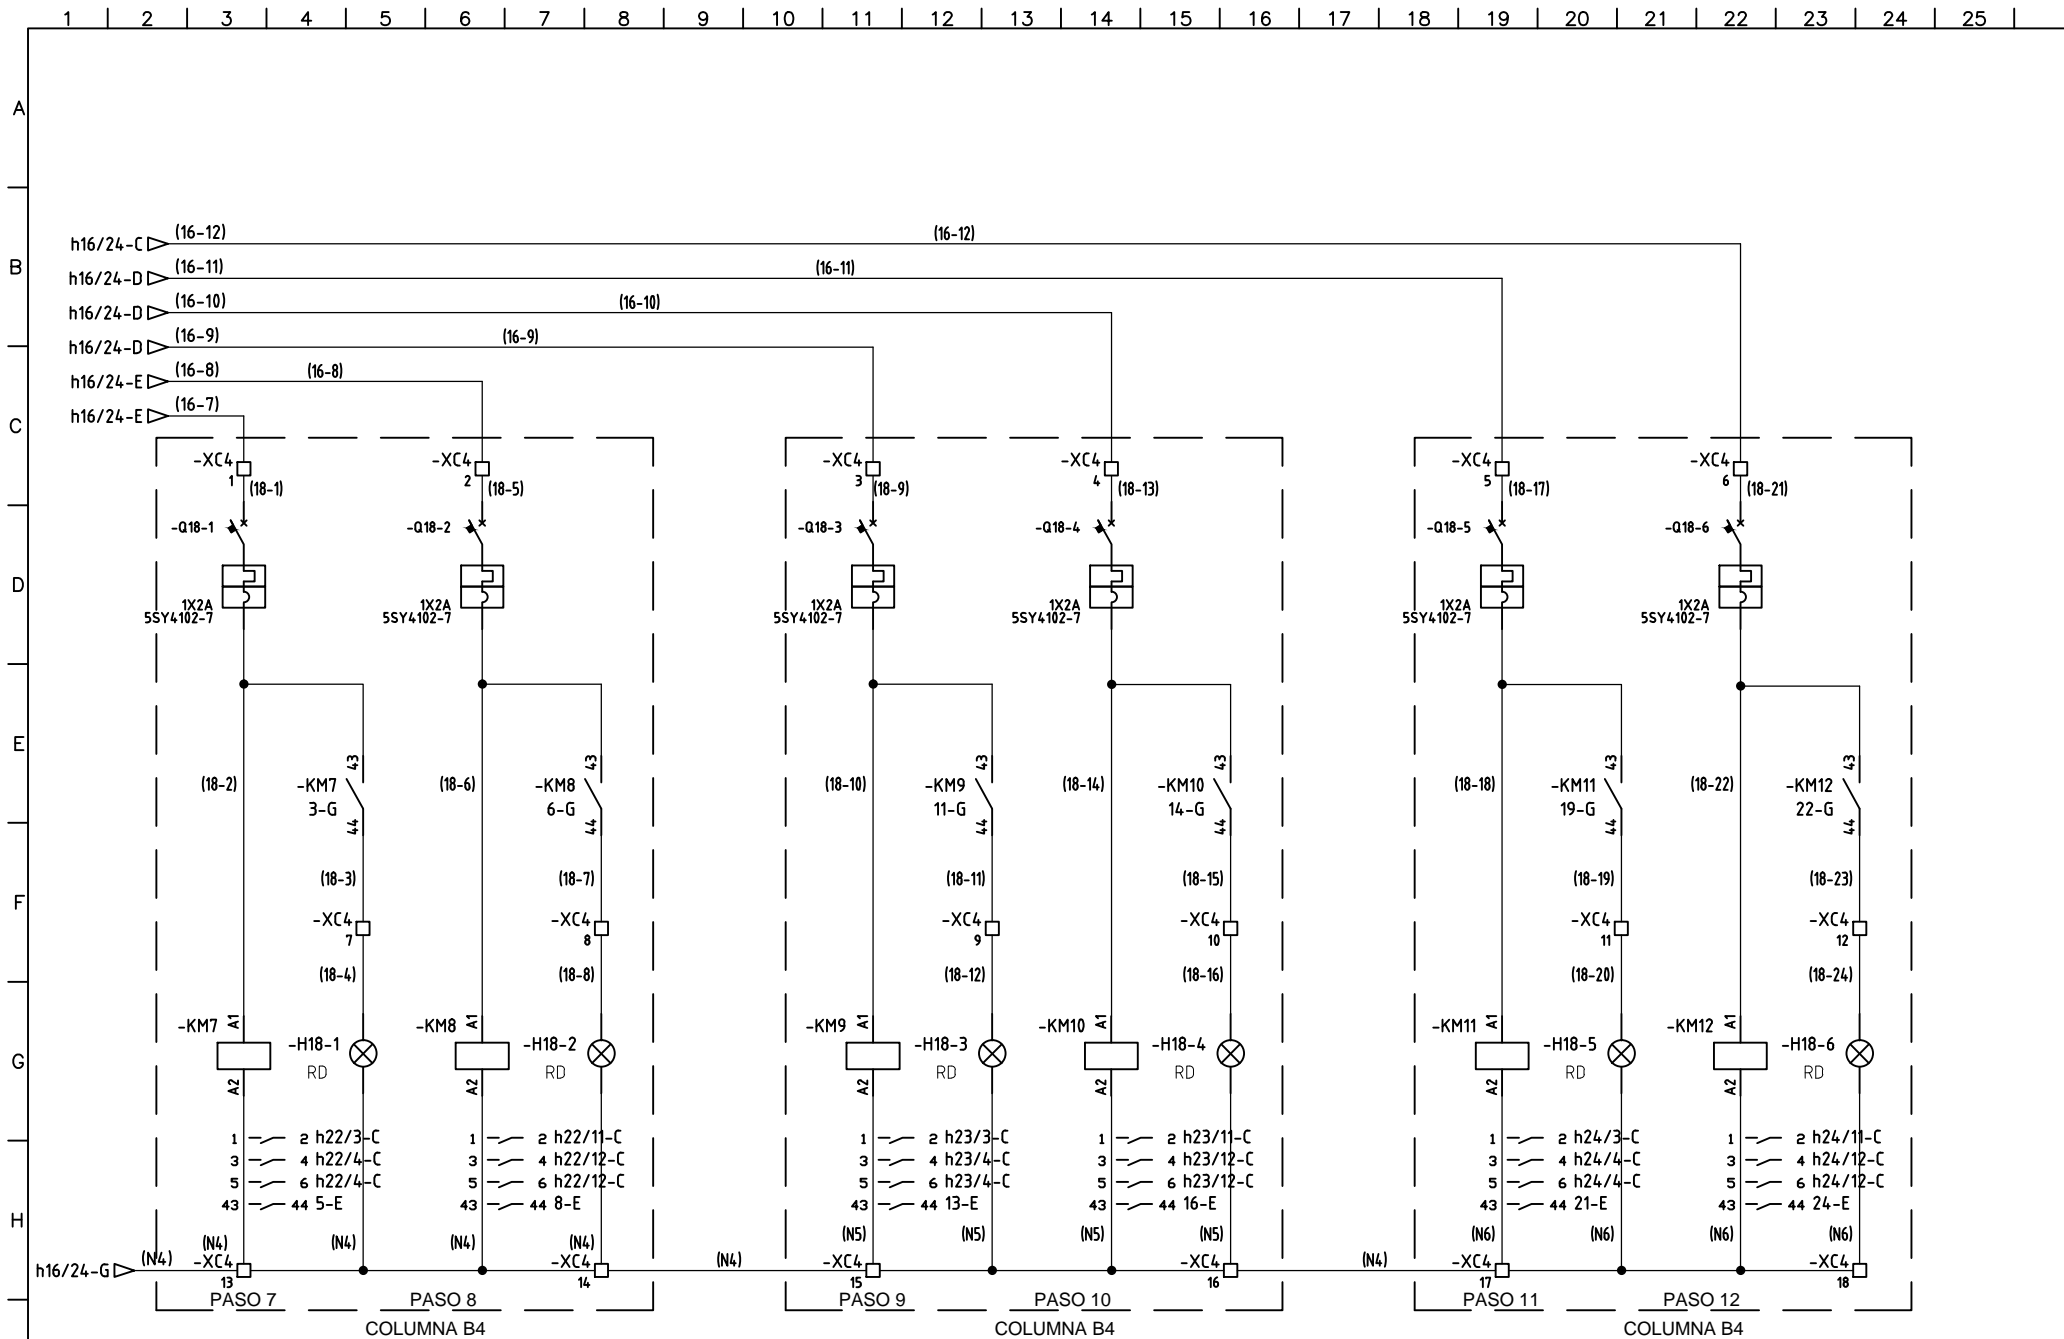 1 2 3 4 5 6 7 8 9 10 11 12 13 14 15 16 17 18 19 20 21 22 23 24 25
A
h16/24-C (16-12) (16-12)
B
h16/24-D (16-11) (16-11)
h16/24-D (16-10) (16-10)
h16/24-D (16-9) (16-9)
h16/24-E (16-8) (16-8)
h16/24-E (16-7)
C
-XC4 -XC4 -XC4 -XC4 -XC4 -XC4
1 (18-1) 2 (18-5) 3 (18-9) 4 (18-13) 5 (18-17) 6 (18-21)
-Q18-1 -Q18-2 -Q18-3 -Q18-4 -Q18-5 -Q18-6
D
1X2A 1X2A 1X2A 1X2A 1X2A 1X2A
5SY4102-7 5SY4102-7 5SY4102-7 5SY4102-7 5SY4102-7 5SY4102-7
E
43 43 43 43 43 43
(18-2) -KM7 (18-6) -KM8 (18-10) -KM9 (18-14) -KM10 (18-18) -KM11 (18-22) -KM12
3-G 6-G 11-G 14-G 19-G 22-G
44 44 44 44 44 44
(18-3) (18-7) (18-11) (18-15) (18-19) (18-23)
F
-XC4 -XC4 -XC4 -XC4 -XC4 -XC4
7 8 9 10 11 12
(18-4) (18-8) (18-12) (18-16) (18-20) (18-24)
-KM7 A1 -KM8 A1 -KM9 A1 -KM10 A1 -KM11 A1 -KM12 A1
-H18-1 -H18-2 -H18-3 -H18-4 -H18-5 -H18-6
G
RD RD RD RD RD RD
A2 A2 A2 A2 A2 A2
1 2 h22/3-C 1 2 h22/11-C 1 2 h23/3-C 1 2 h23/11-C 1 2 h24/3-C 1 2 h24/11-C
3 4 h22/4-C 3 4 h22/12-C 3 4 h23/4-C 3 4 h23/12-C 3 4 h24/4-C 3 4 h24/12-C
5 6 h22/4-C 5 6 h22/12-C 5 6 h23/4-C 5 6 h23/12-C 5 6 h24/4-C 5 6 h24/12-C
43 44 5-E 43 44 8-E 43 44 13-E 43 44 16-E 43 44 21-E 43 44 24-E
H
(N4) (N4) (N4) (N4) (N5) (N5) (N5) (N5) (N6) (N6) (N6) (N6)
h16/24-G (N4) -XC4 -XC4 (N4) -XC4 -XC4 (N4) -XC4 -XC4
13 14 15 16 17 18
PASO 7 PASO 8 PASO 9 PASO 10 PASO 11 PASO 12
COLUMNA B4 COLUMNA B4 COLUMNA B4